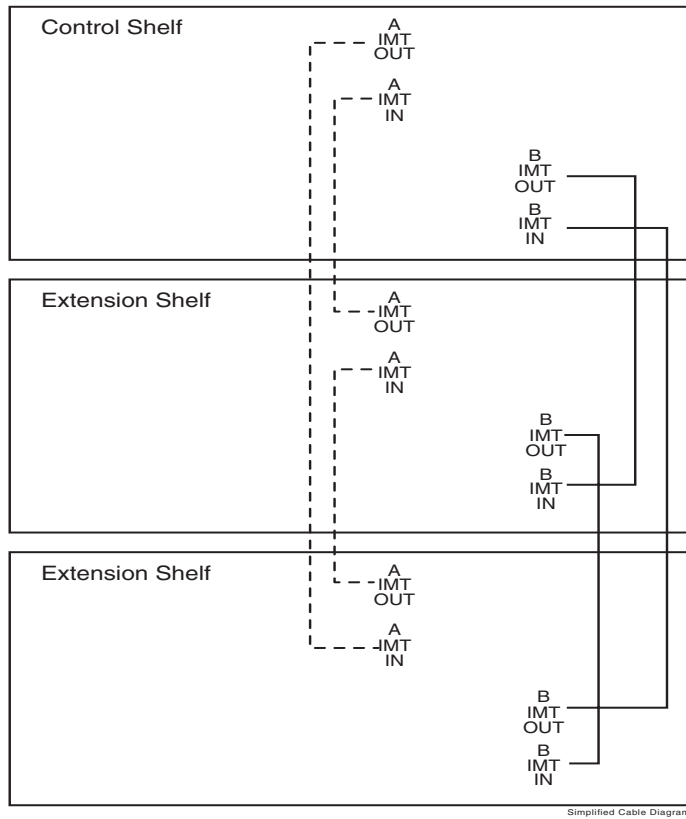 Control Shelf
A
IMT
OUT
A
IMT
IN
B
IMT
OUT
B
IMT
IN
Extension Shelf
A
IMT
OUT
A
IMT
IN
B
IMT
OUT
B
IMT
IN
Extension Shelf
A
IMT
OUT
A
IMT
IN
B
IMT
OUT
B
IMT
IN
Simplified Cable Diagram